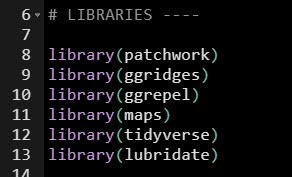 6 # LIBRARIES ----
7
8 library(patchwork)
9 library(ggridges)
10 library(ggrepel)
11 library(maps)
12 library(tidyverse)
13 library(lubridate)
14